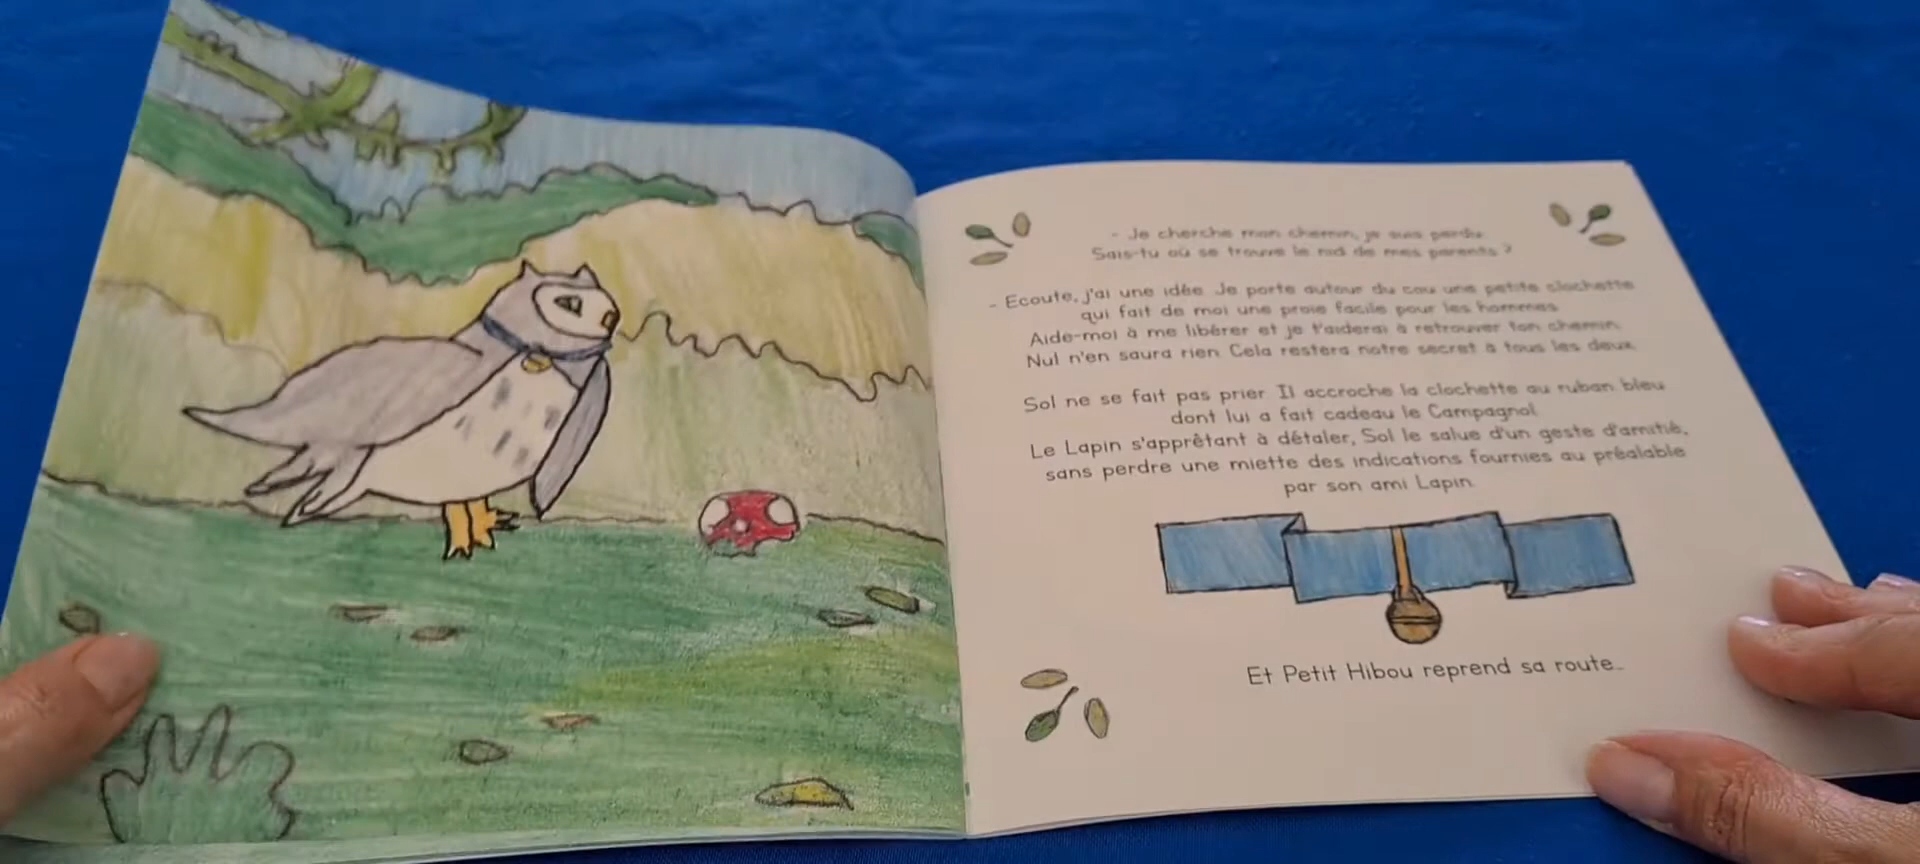 - Je cherche mon chemin, je suis perdu.
Sais-tu où se trouve le nid de mes parents ?
- Ecoute, j'ai une idée. Je porte autour du cou une petite clochette
qui fait de moi une proie facile pour les hommes.
Aide-moi à me libérer et je t'aiderai à retrouver ton chemin.
Nul n'en saura rien. Cela restera notre secret à tous les deux.
Sol ne se fait pas prier. Il accroche la clochette au ruban bleu
dont lui a fait cadeau le Campagnol.
Le Lapin s'apprêtant à détaler, Sol le salue d'un geste d'amitié,
sans perdre une miette des indications fournies au préalable
par son ami Lapin.
Et Petit Hibou reprend sa route...